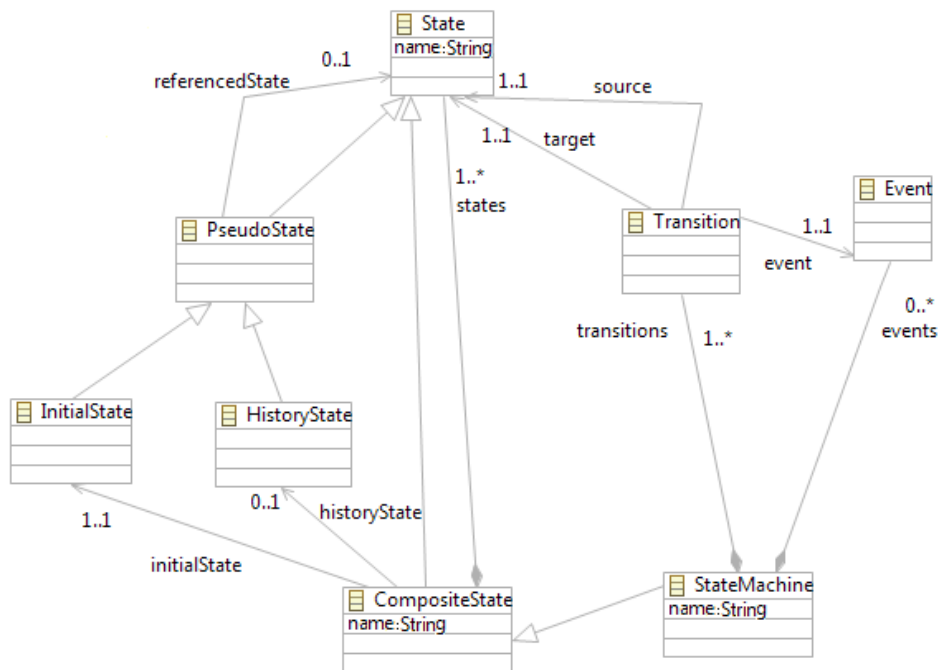 State
name:String
0..1
referencedState
1..1
source
1..1
target
1..*
states
Event
PseudoState
Transition
1..1
event
0..*
events
transitions
1..*
InitialState
HistoryState
0..1
historyState
1..1
initialState
StateMachine
name:String
CompositeState
name:String